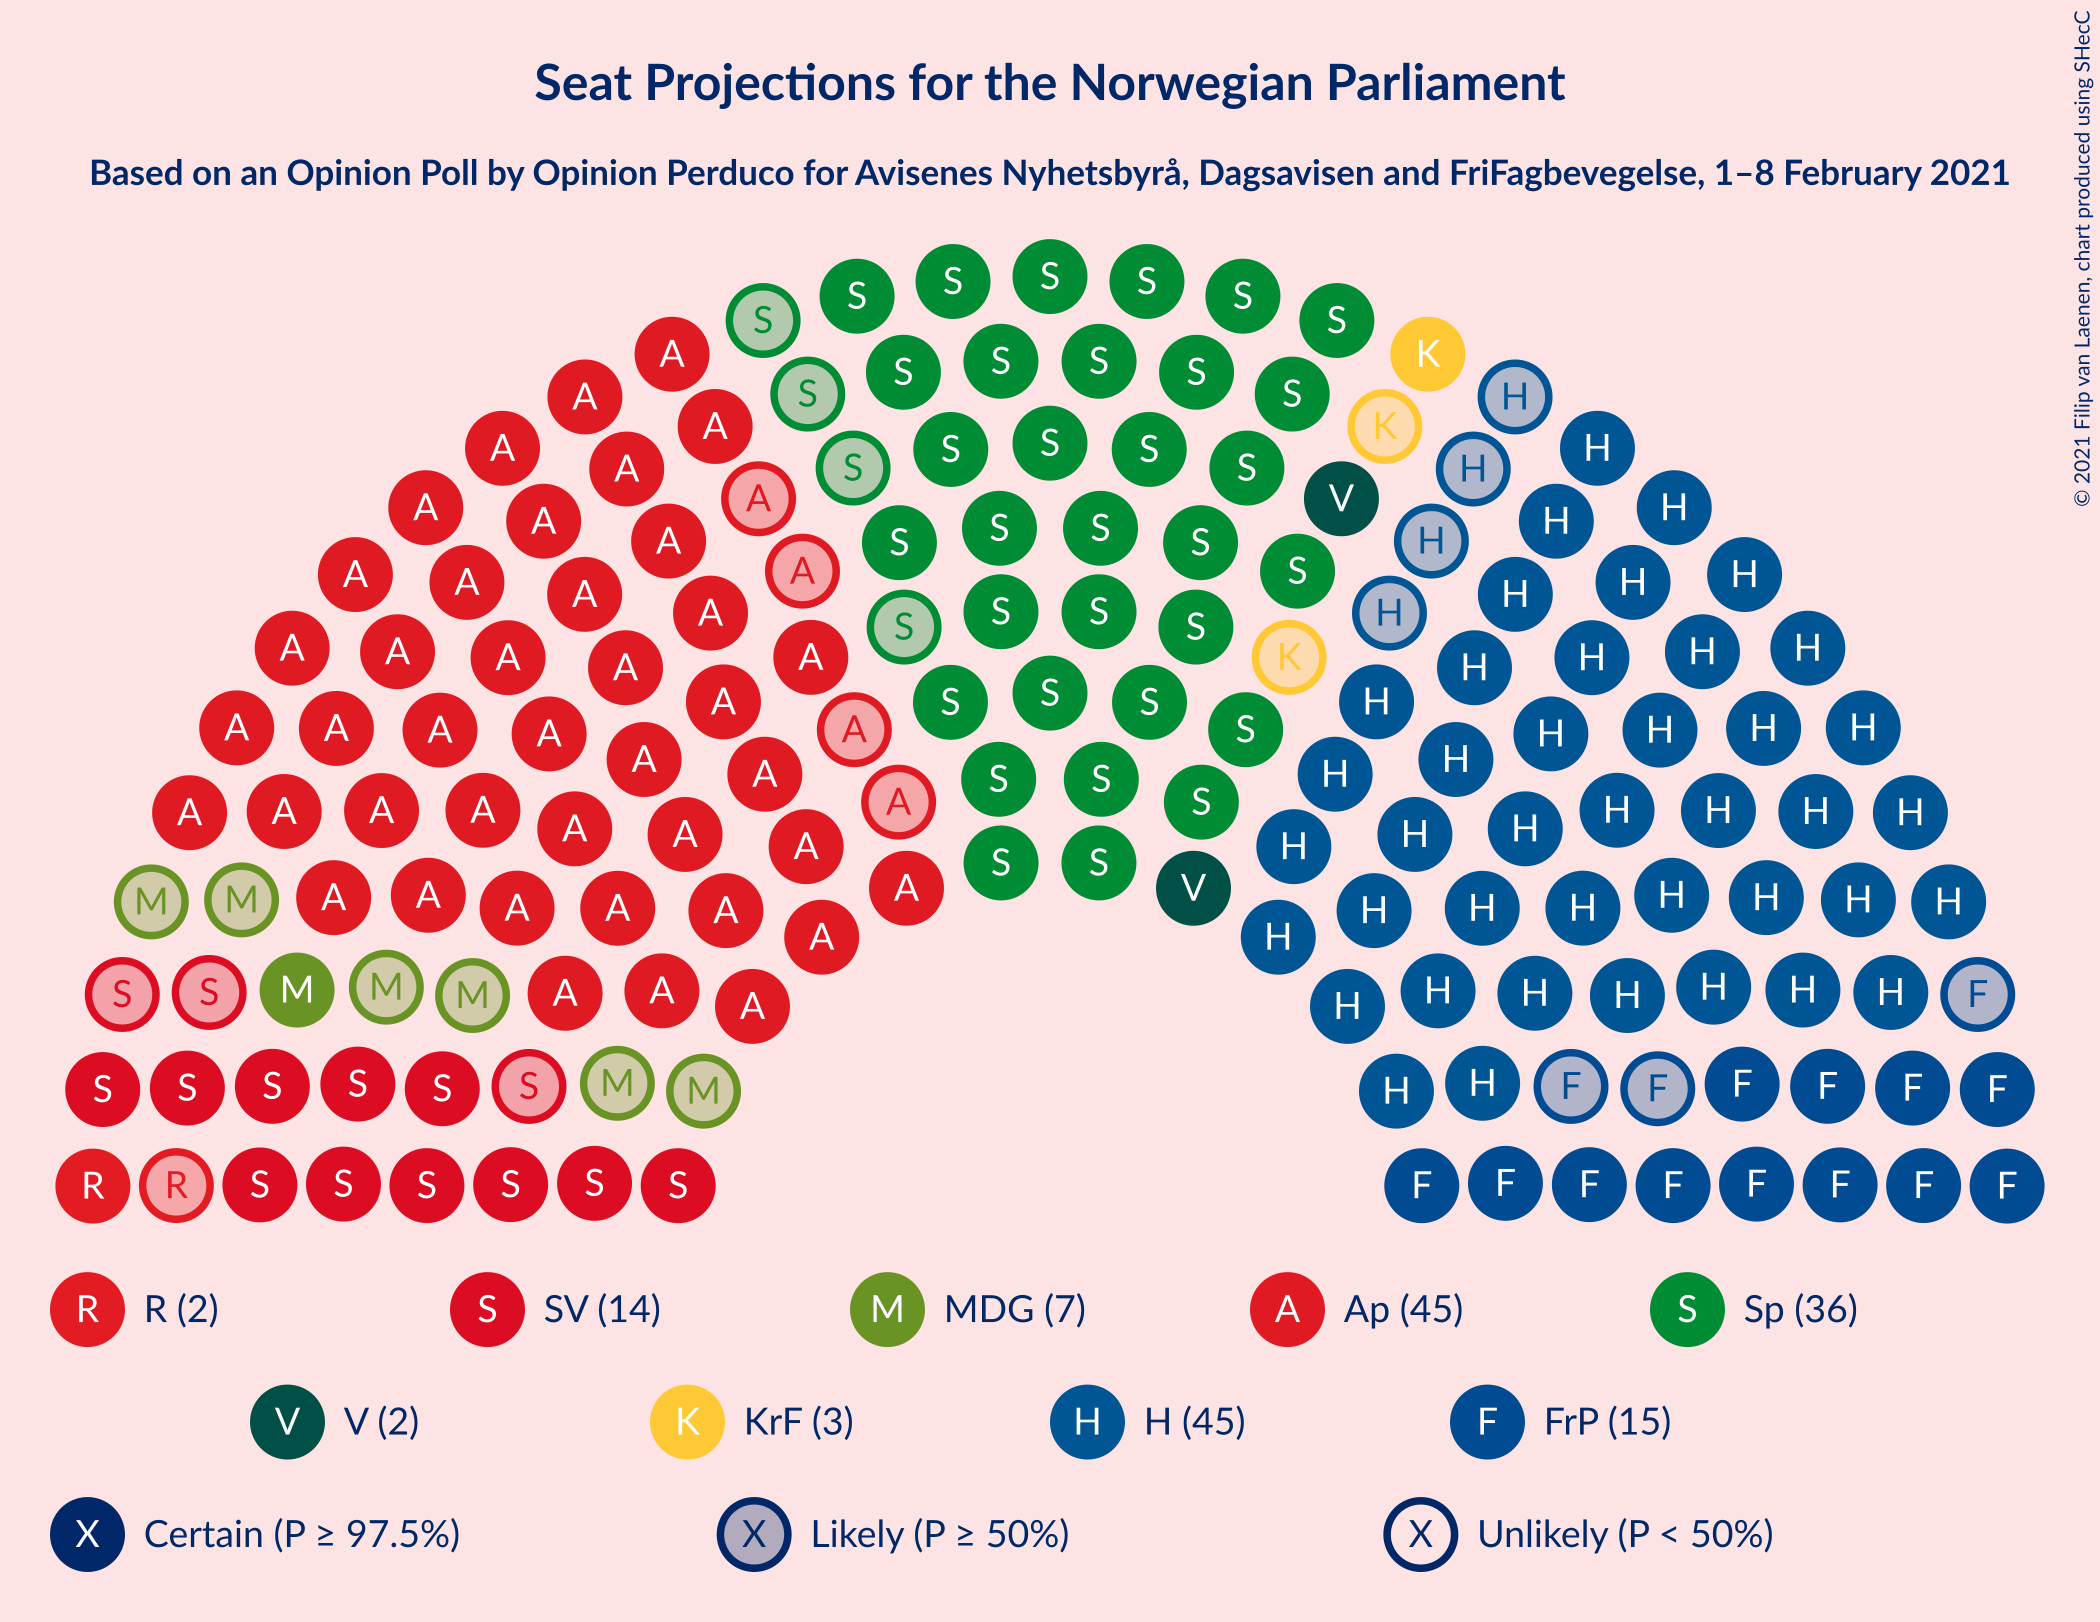 Seat Projections for the Norwegian Parliament
Based on an Opinion Poll by Opinion Perduco for Avisenes Nyhetsbyrå, Dagsavisen and FriFagbevegelse, 1–8 February 2021
© 2021 Filip van Laenen, chart produced using SHecC
S S S S S S S
A K
A S S S S S S H
A A K H
A A A S S S S S V H H
A A A S S S S S H H H
A A A A S S S S K H H H H
A A A A A S S S S H H H H H
A A A A A A A S S S H H H H H H
A A A A A A A S S V H H H H H H H
M M A A A A A H H H H H H H H
S S M M M A A A H H H H H H H F
S S S S S S M M H H F F F F F F
R R S S S S S S F F F F F F F F
R R (2) S SV (14) M MDG (7) A Ap (45) S Sp (36)
V V (2) K KrF (3) H H (45) F FrP (15)
X Certain (P ≥ 97.5%) X Likely (P ≥ 50%) X Unlikely (P < 50%)